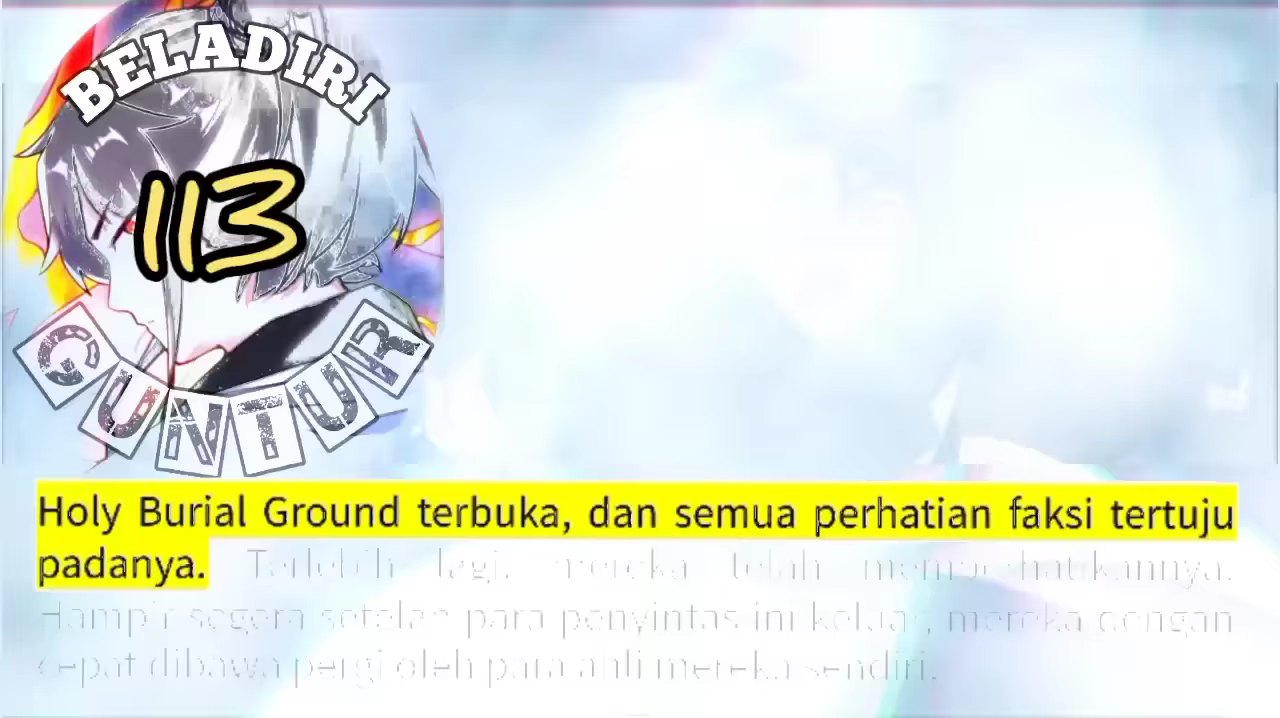 BELADIRI
113
GUNTUR
Holy Burial Ground terbuka, dan semua perhatian faksi tertuju
padanya. Terlebih lagi, mereka telah memperhatikannya.
Hampir segera setelah para penyintas ini keluar, mereka dengan
cepat dibawa pergi oleh para ahli mereka sendiri.